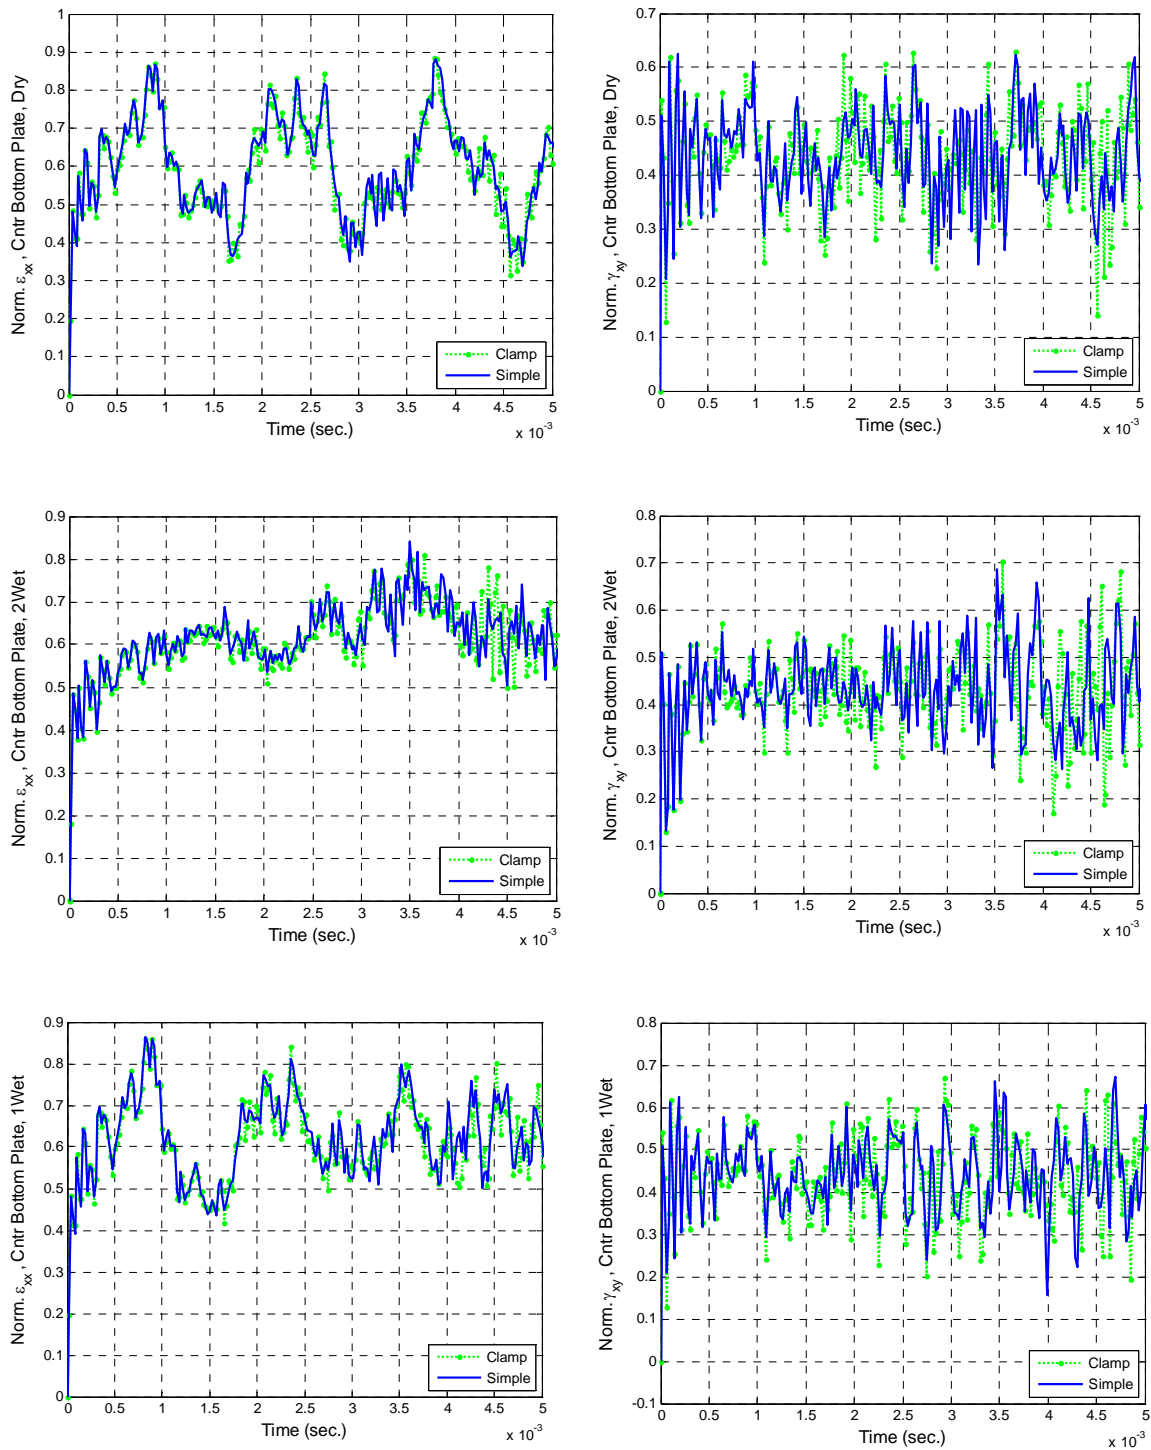 Norm. εxx , Cntr Bottom Plate, Dry
1
0.9
0.8
0.7
0.6
0.5
0.4
0.3
0.2
0.1
0
0 0.5 1 1.5 2 2.5 3 3.5 4 4.5 5
Time (sec.)
x 10-3
Clamp
Simple
Norm. γxy , Cntr Bottom Plate, Dry
0.7
0.6
0.5
0.4
0.3
0.2
0.1
0
0 0.5 1 1.5 2 2.5 3 3.5 4 4.5 5
Time (sec.)
x 10-3
Clamp
Simple
Norm. εxx , Cntr Bottom Plate, 2Wet
0.9
0.8
0.7
0.6
0.5
0.4
0.3
0.2
0.1
0
0 0.5 1 1.5 2 2.5 3 3.5 4 4.5 5
Time (sec.)
x 10-3
Clamp
Simple
Norm. γxy , Cntr Bottom Plate, 2Wet
0.8
0.7
0.6
0.5
0.4
0.3
0.2
0.1
0
0 0.5 1 1.5 2 2.5 3 3.5 4 4.5 5
Time (sec.)
x 10-3
Clamp
Simple
Norm. εxx , Cntr Bottom Plate, 1Wet
0.9
0.8
0.7
0.6
0.5
0.4
0.3
0.2
0.1
0
0 0.5 1 1.5 2 2.5 3 3.5 4 4.5 5
Time (sec.)
x 10-3
Clamp
Simple
Norm. γxy , Cntr Bottom Plate, 1Wet
0.8
0.7
0.6
0.5
0.4
0.3
0.2
0.1
0
-0.1
0 0.5 1 1.5 2 2.5 3 3.5 4 4.5 5
Time (sec.)
x 10-3
Clamp
Simple